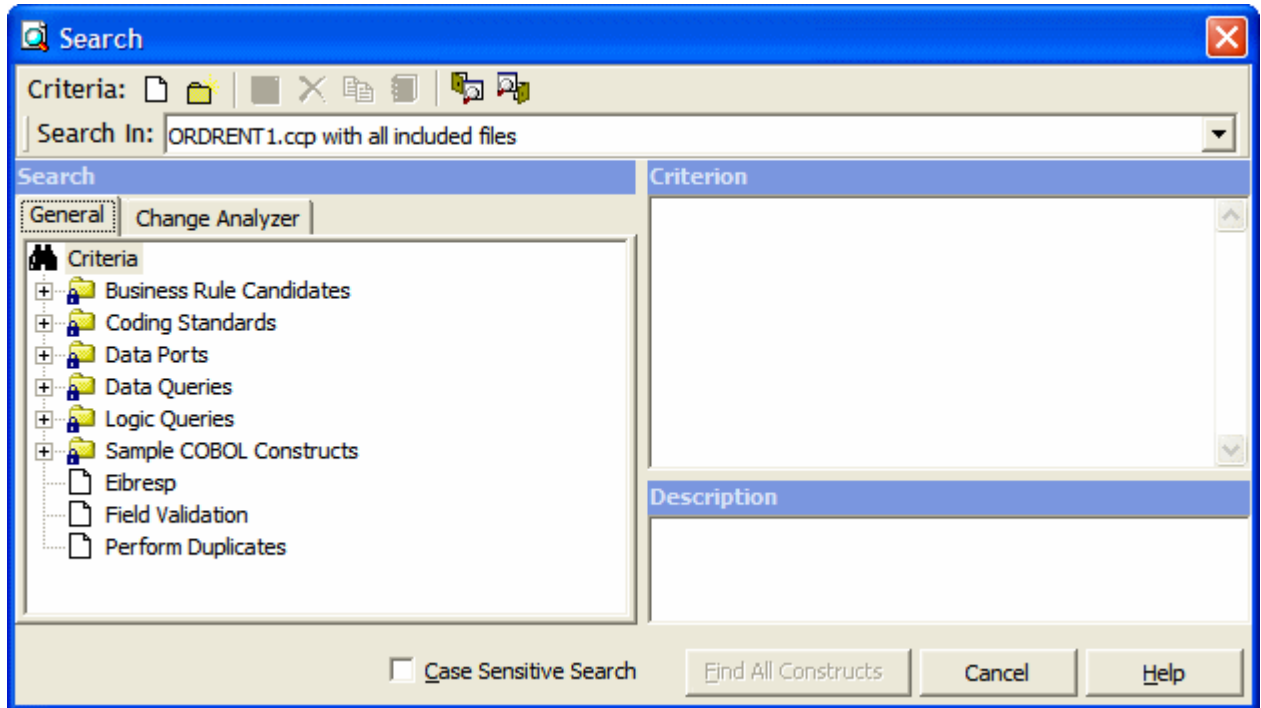 Search
Criteria:
Search In: ORDRENT1.ccp with all included files
Search
Criterion
General Change Analyzer
Criteria
Business Rule Candidates
Coding Standards
Data Ports
Data Queries
Logic Queries
Sample COBOL Constructs
Eibresp
Field Validation
Perform Duplicates
Description
Case Sensitive Search Find All Constructs Cancel Help